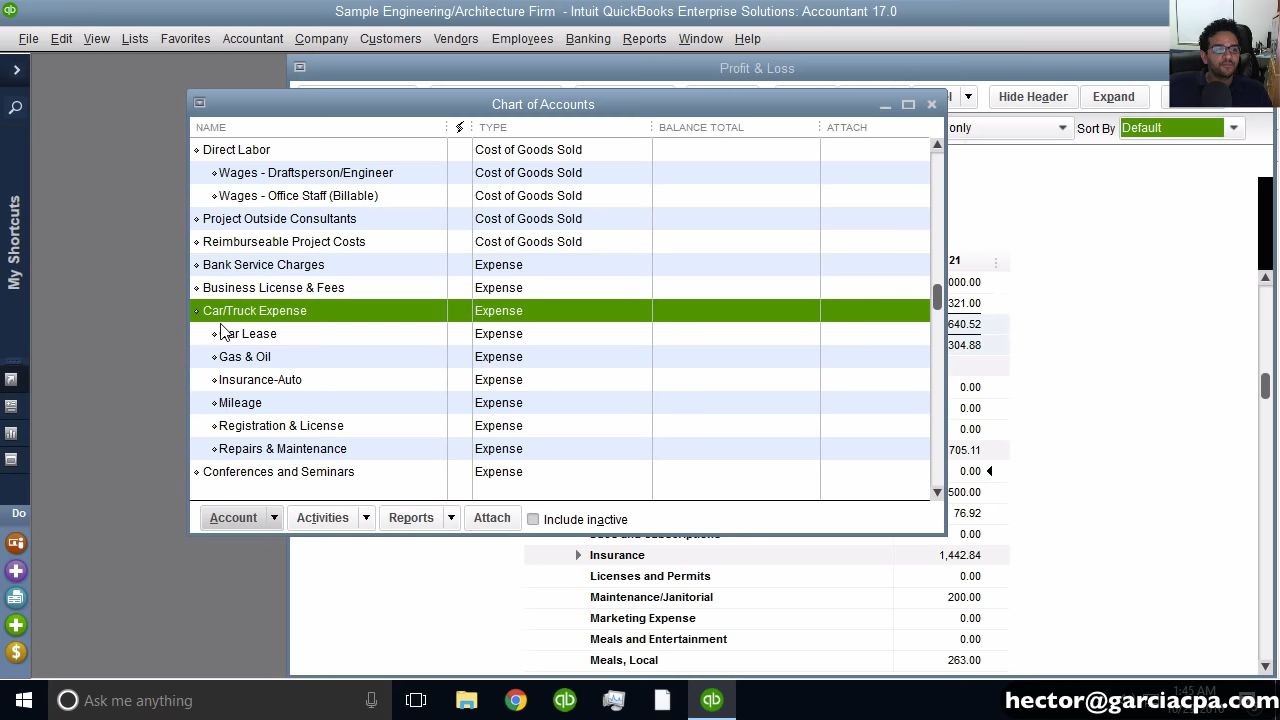 Sample Engineering/Architecture Firm - Intuit QuickBooks Enterprise Solutions: Accountant 17.0
File Edit View Lists Favorites Accountant Company Customers Vendors Employees Banking Reports Window Help
Profit & Loss
Hide Header Expand
only Sort By Default
Chart of Accounts
NAME TYPE BALANCE TOTAL ATTACH
Direct Labor Cost of Goods Sold
Wages - Draftsperson/Engineer Cost of Goods Sold
Wages - Office Staff (Billable) Cost of Goods Sold
Project Outside Consultants Cost of Goods Sold
Reimburseable Project Costs Cost of Goods Sold
Bank Service Charges Expense
Business License & Fees Expense
Car/Truck Expense Expense
Car Lease Expense
Gas & Oil Expense
Insurance-Auto Expense
Mileage Expense
Registration & License Expense
Repairs & Maintenance Expense
Conferences and Seminars Expense
Account Activities Reports Attach Include inactive
My Shortcuts
Do
21
000.00
321.00
640.52
304.88
0.00
0.00
0.00
705.11
0.00
500.00
76.92
0.00
Insurance 1,442.84
Licenses and Permits 0.00
Maintenance/Janitorial 200.00
Marketing Expense 0.00
Meals and Entertainment 0.00
Meals, Local 263.00
Ask me anything
1:45 AM
hector@garciacpa.com